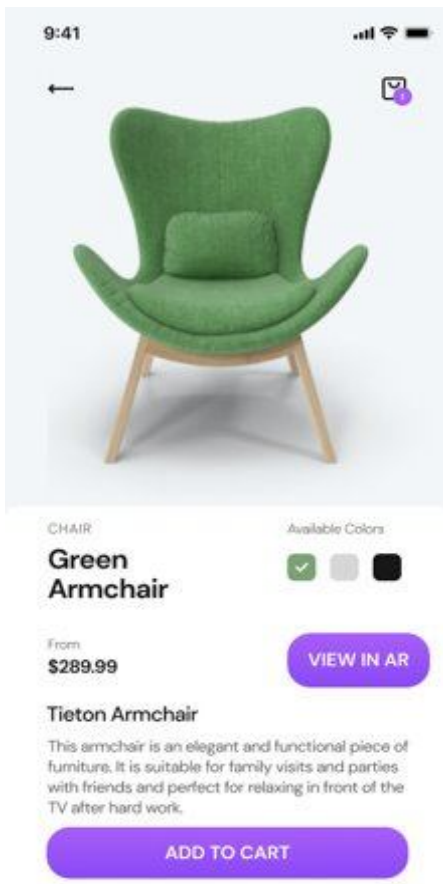 9:41
CHAIR
Available Colors
Green
Armchair
From
$289.99
VIEW IN AR
Tieton Armchair
This armchair is an elegant and functional piece of
furniture. It is suitable for family visits and parties
with friends and perfect for relaxing in front of the
TV after hard work.
ADD TO CART